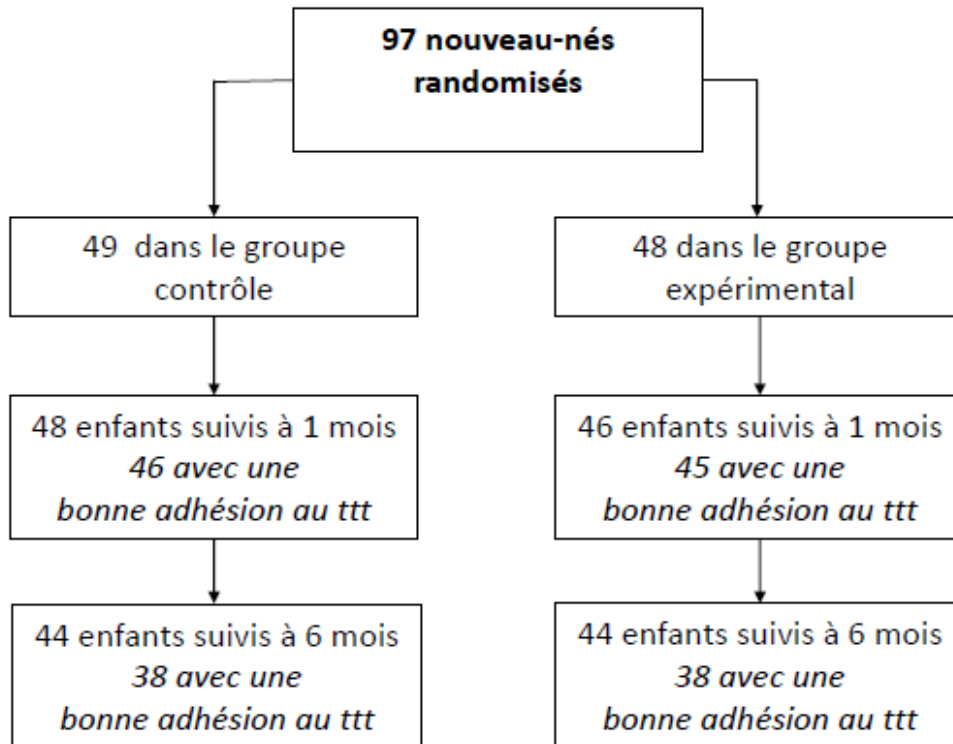 97 nouveau-nés
randomisés
49 dans le groupe
contrôle
48 dans le groupe
expérimental
48 enfants suivis à 1 mois
46 avec une
bonne adhésion au ttt
46 enfants suivis à 1 mois
45 avec une
bonne adhésion au ttt
44 enfants suivis à 6 mois
38 avec une
bonne adhésion au ttt
44 enfants suivis à 6 mois
38 avec une
bonne adhésion au ttt